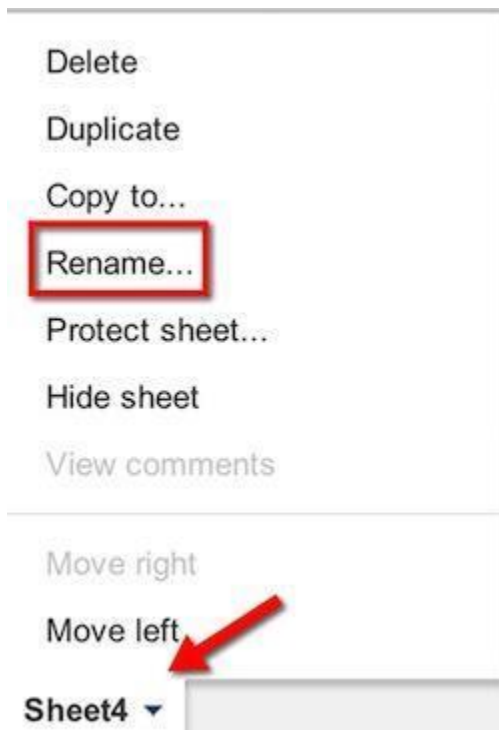 Delete
Duplicate
Copy to...
Rename...
Protect sheet...
Hide sheet
View comments
Move right
Move left
Sheet4